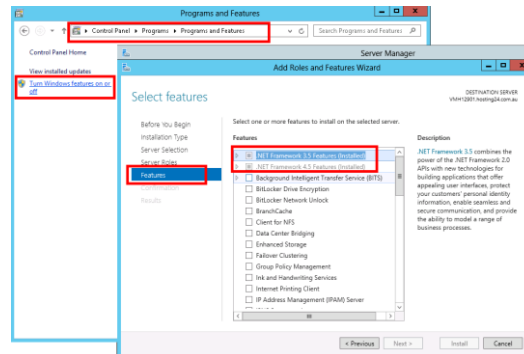 Programs and Features
Control Panel ▸ Programs ▸ Programs and Features
Search Programs and Features
Control Panel Home
View installed updates
Turn Windows features on or
off
Server Manager
Add Roles and Features Wizard
Select features
DESTINATION SERVER
Before You Begin
Installation Type
Server Selection
Server Roles
Features
Confirmation
Results
Select one or more features to install on the selected server.
Features
.NET Framework 3.5 Features (Installed)
.NET Framework 4.5 Features (Installed)
Background Intelligent Transfer Service (BITS)
BitLocker Drive Encryption
BitLocker Network Unlock
BranchCache
Client for NFS
Data Center Bridging
Enhanced Storage
Failover Clustering
Group Policy Management
Ink and Handwriting Services
Internet Printing Client
IP Address Management (IPAM) Server
Description
.NET Framework 3.5 combines the
power of the .NET Framework 2.0
APIs with new technologies for
building applications that offer
appealing user interfaces, protect
your customers' personal identity
information, enable seamless and
secure communication, and provide
the ability to model a range of
business processes.
< Previous
Next >
Install
Cancel